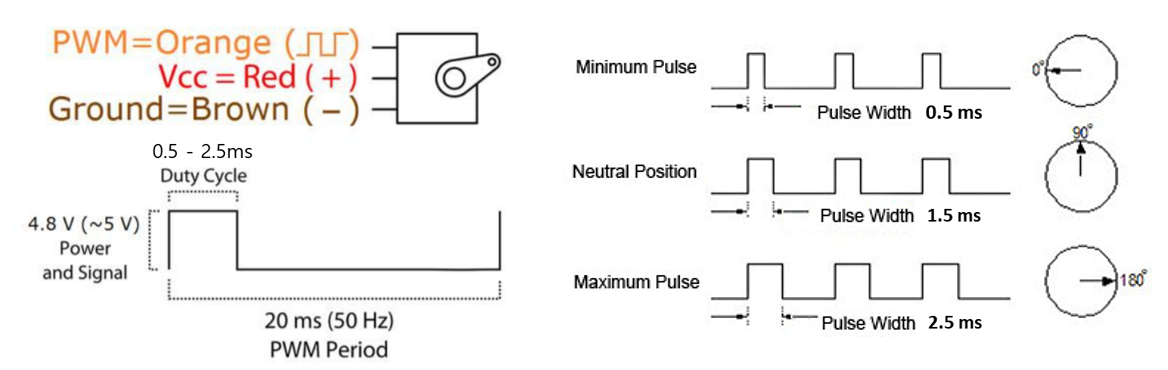 PWM=Orange (⎍⎍)
Vcc = Red ( + )
Ground=Brown ( − )
0.5 - 2.5ms
Duty Cycle
4.8 V (~5 V)
Power
and Signal
20 ms (50 Hz)
PWM Period
Minimum Pulse
Pulse Width 0.5 ms
0°
Neutral Position
Pulse Width 1.5 ms
90°
Maximum Pulse
Pulse Width 2.5 ms
180°